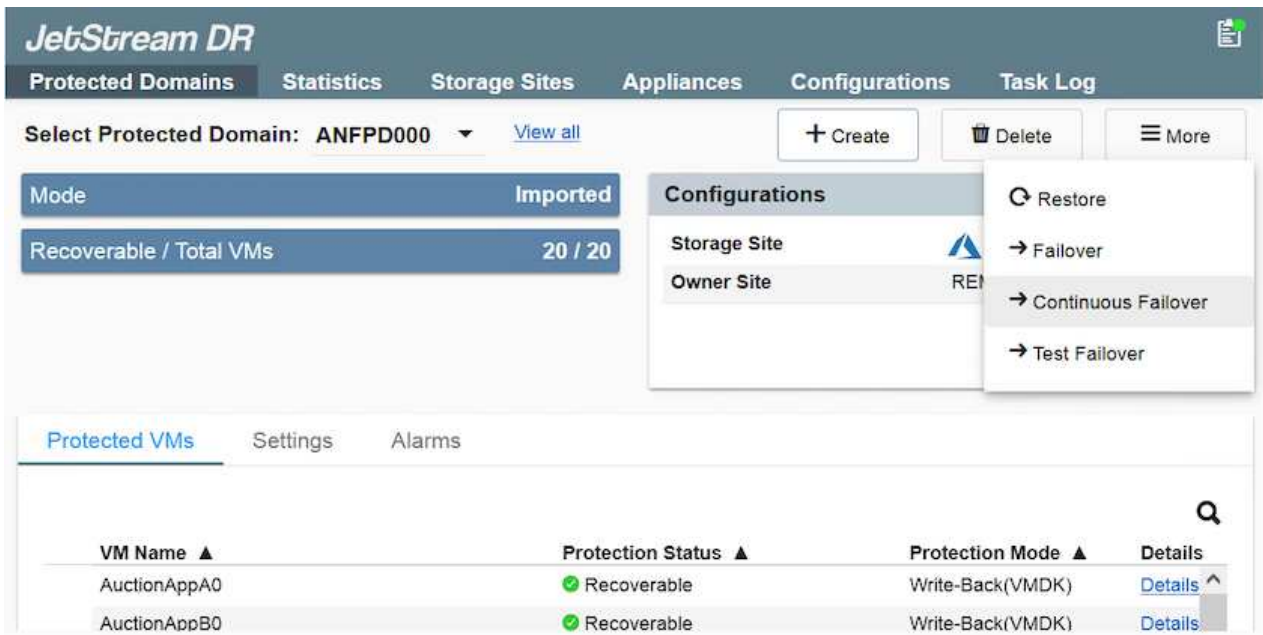 JetStream DR
Protected Domains Statistics Storage Sites Appliances Configurations Task Log
Select Protected Domain: ANFPD000 View all + Create Delete More
Mode Imported
Recoverable / Total VMs 20 / 20
Configurations
Storage Site
Owner Site REM
Restore
Failover
Continuous Failover
Test Failover
Protected VMs Settings Alarms
VM Name ▲ Protection Status ▲ Protection Mode ▲ Details
AuctionAppA0 Recoverable Write-Back(VMDK) Details
AuctionAppB0 Recoverable Write-Back(VMDK) Details